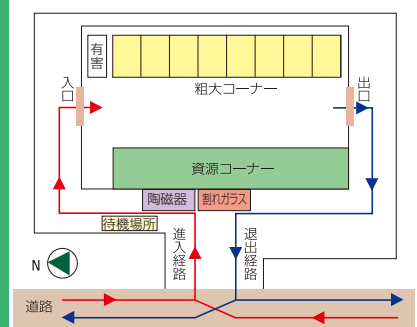 有害
粗大コーナー
入口
出口
資源コーナー
陶磁器
割れガラス
待機場所
進入経路
退出経路
N
道路